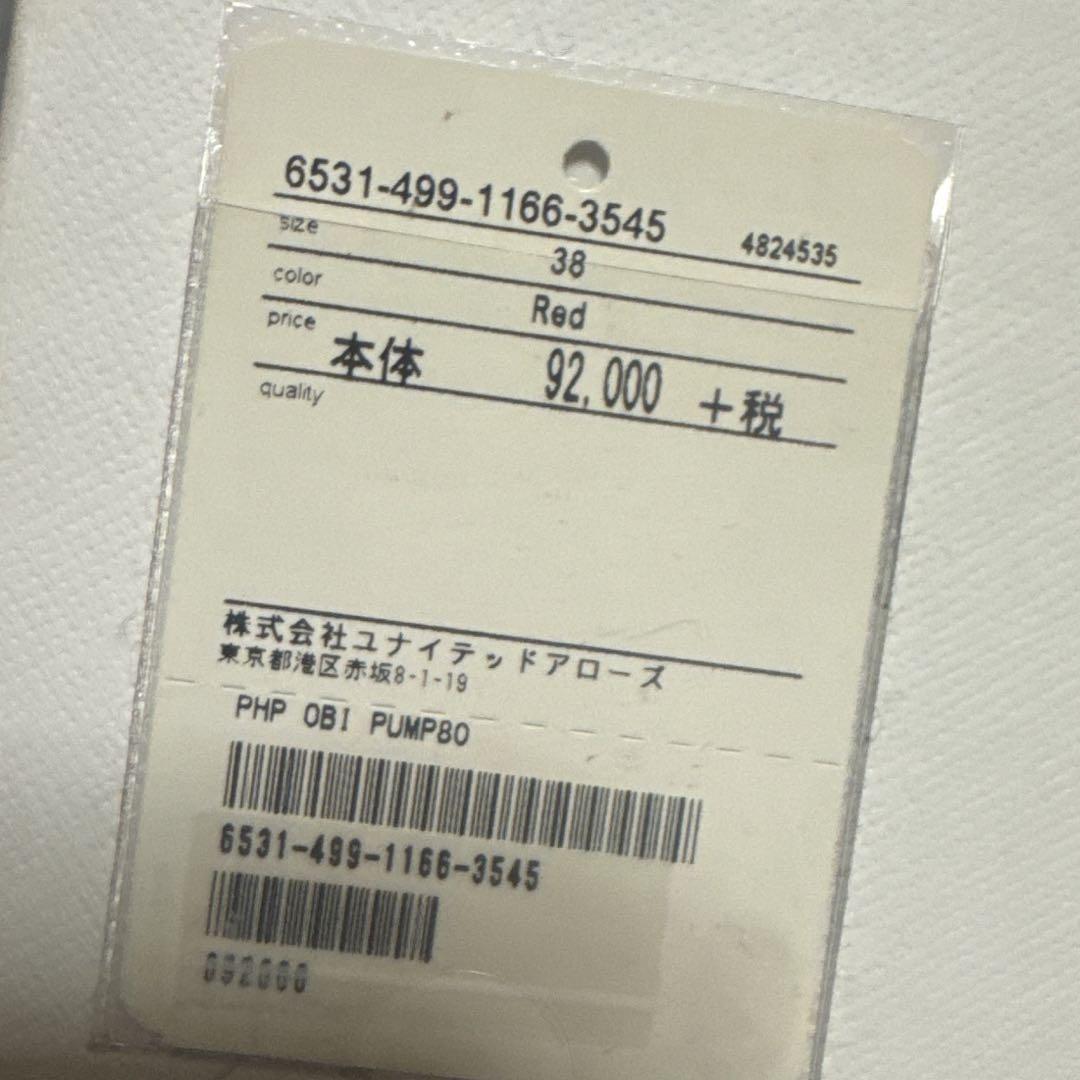 6531-499-1166-3545 4824535
size 38
color Red
price 本体 92,000 +税
quality
株式会社ユナイテッドアローズ
東京都港区赤坂8-1-19
PHP OBI PUMP80
6531-499-1166-3545
092000